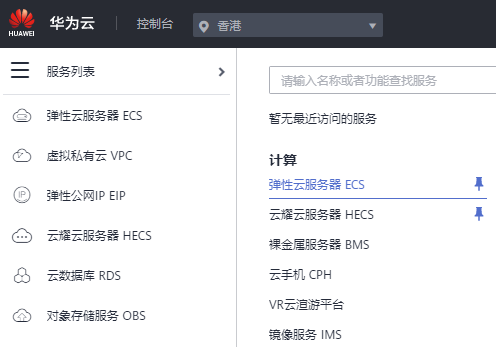 HUAWEI
华为云
控制台
香港
服务列表
弹性云服务器 ECS
虚拟私有云 VPC
IP
弹性公网IP EIP
云耀云服务器 HECS
云数据库 RDS
对象存储服务 OBS
请输入名称或者功能查找服务
暂无最近访问的服务
计算
弹性云服务器 ECS
云耀云服务器 HECS
裸金属服务器 BMS
云手机 CPH
VR云渲游平台
镜像服务 IMS